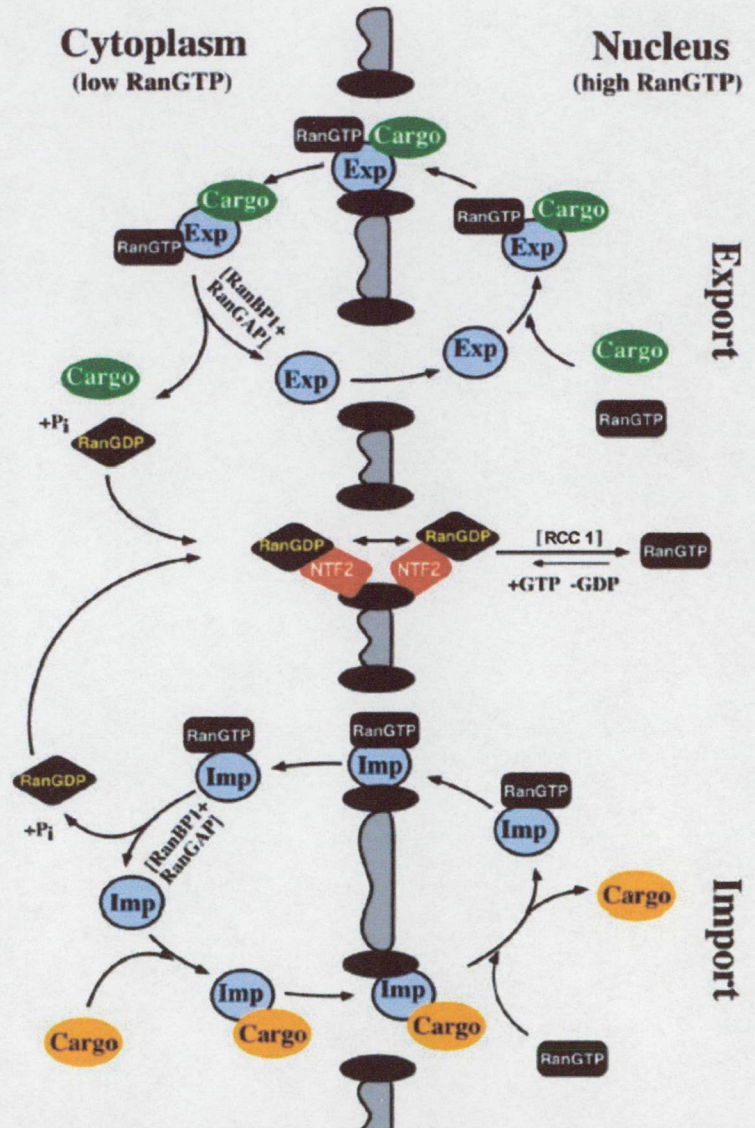 Cytoplasm
(low RanGTP)
Nucleus
(high RanGTP)
RanGTP
Cargo
Exp
Cargo
RanGTP
Exp
RanGTP
Cargo
Exp
Export
[RanBP1+
RanGAP]
Exp
Exp
Cargo
Cargo
RanGTP
+Pi
RanGDP
RanGDP
NTF2
RanGDP
NTF2
[RCC 1]
+GTP -GDP
RanGTP
RanGTP
Imp
RanGTP
Imp
RanGTP
Imp
RanGDP
+Pi
[RanBP1+
RanGAP]
Imp
Cargo
Import
Imp
Cargo
Imp
Cargo
Cargo
RanGTP